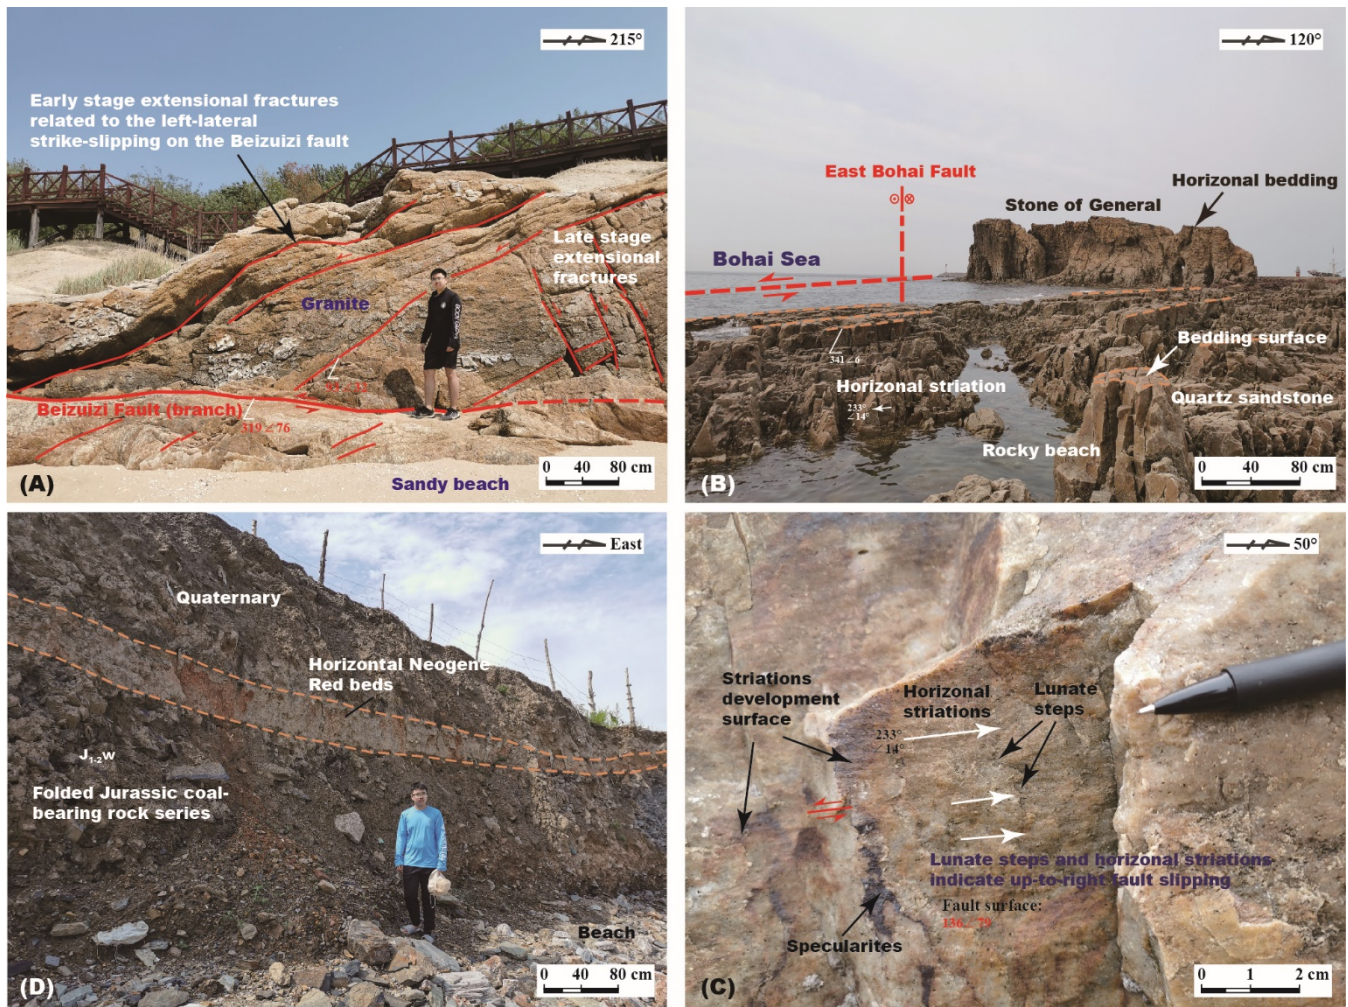 215°
Early stage extensional fractures
related to the left-lateral
strike-slipping on the Beizuizi fault
Late stage
extensional
fractures
Granite
Beizuizi Fault (branch)
319∠76
Sandy beach
0 40 80 cm
(A)
120°
East Bohai Fault
Horizonal bedding
Stone of General
Bohai Sea
341∠6
Bedding surface
Horizonal striation
233°
∠14°
Quartz sandstone
Rocky beach
0 40 80 cm
(B)
East
Quaternary
Horizontal Neogene
Red beds
J1-2w
Folded Jurassic coal-
bearing rock series
Beach
0 40 80 cm
(D)
50°
Striations
development
surface
Horizonal
striations
Lunate
steps
233°
∠14°
Lunate steps and horizonal striations
indicate up-to-right fault slipping
Fault surface:
136∠79
Specularites
0 1 2 cm
(C)